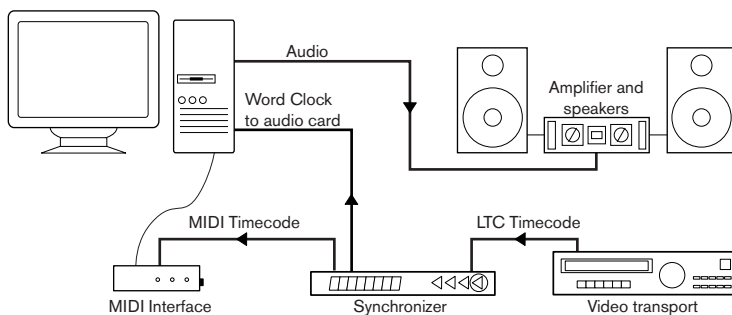 Audio
Amplifier and
speakers
Word Clock
to audio card
MIDI Timecode
LTC Timecode
MIDI Interface
Synchronizer
Video transport